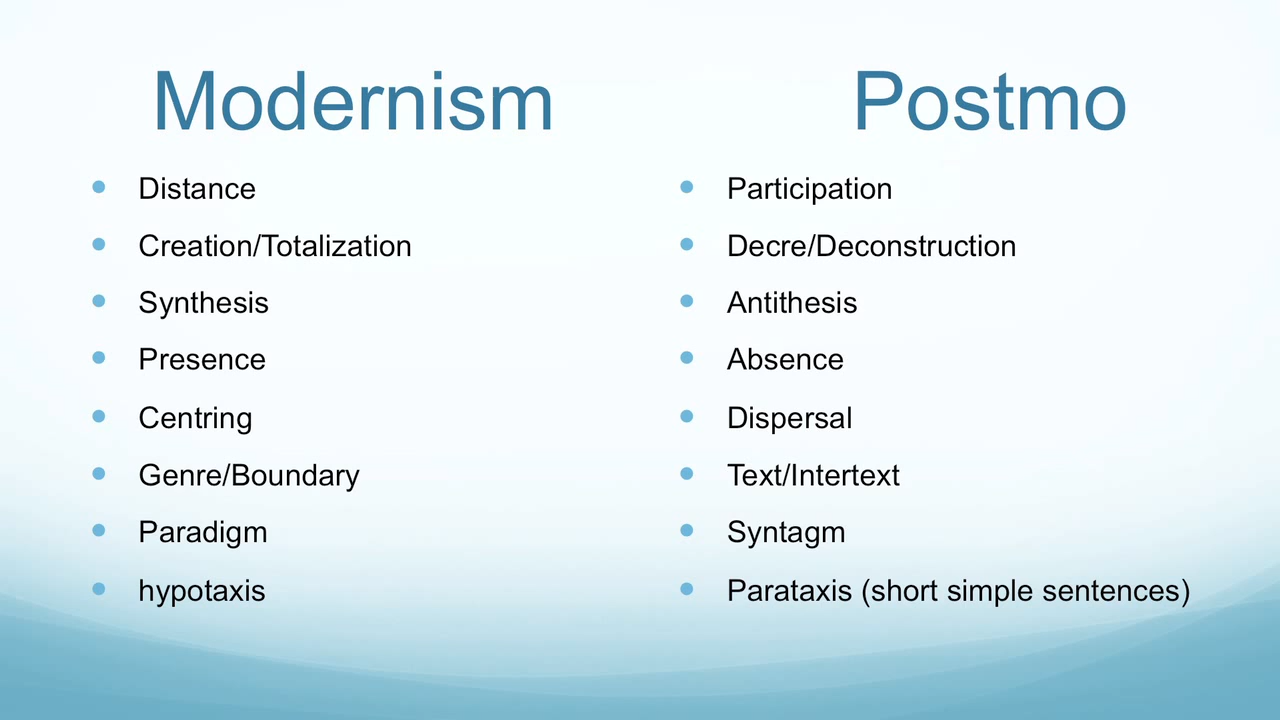 Modernism
Distance
Creation/Totalization
Synthesis
Presence
Centring
Genre/Boundary
Paradigm
hypotaxis
Postmo
Participation
Decre/Deconstruction
Antithesis
Absence
Dispersal
Text/Intertext
Syntagm
Parataxis (short simple sentences)